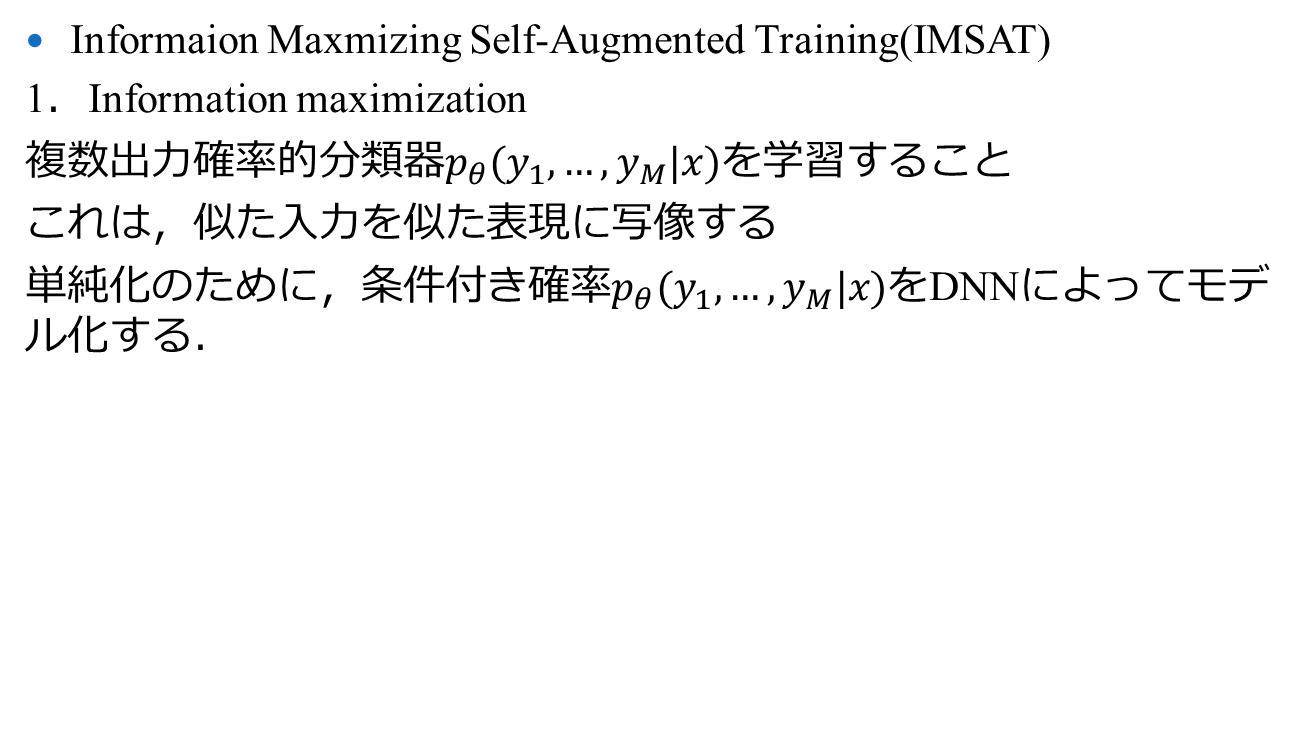 • Informaion Maxmizing Self-Augmented Training(IMSAT)
1. Information maximization
複数出力確率的分類器𝑝𝜃(𝑦1, … , 𝑦𝑀|𝑥)を学習すること
これは，似た入力を似た表現に写像する
単純化のために，条件付き確率𝑝𝜃(𝑦1, … , 𝑦𝑀|𝑥)をDNNによってモデ
ル化する．